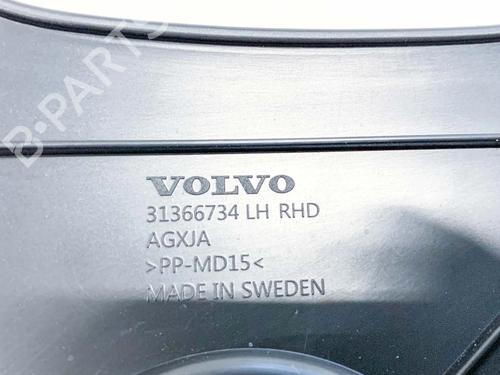 B-PARTS
VOLVO
31366734 LH RHD
AGXJA
>PP-MD15<
MADE IN SWEDEN